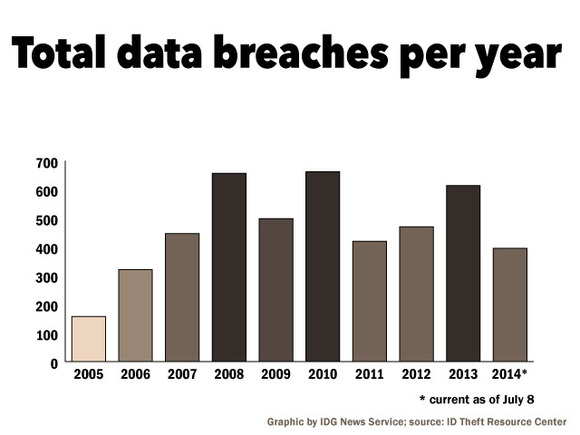 Total data breaches per year
700
600
500
400
300
200
100
0
2005 2006 2007 2008 2009 2010 2011 2012 2013 2014*
* current as of July 8
Graphic by IDG News Service; source: ID Theft Resource Center